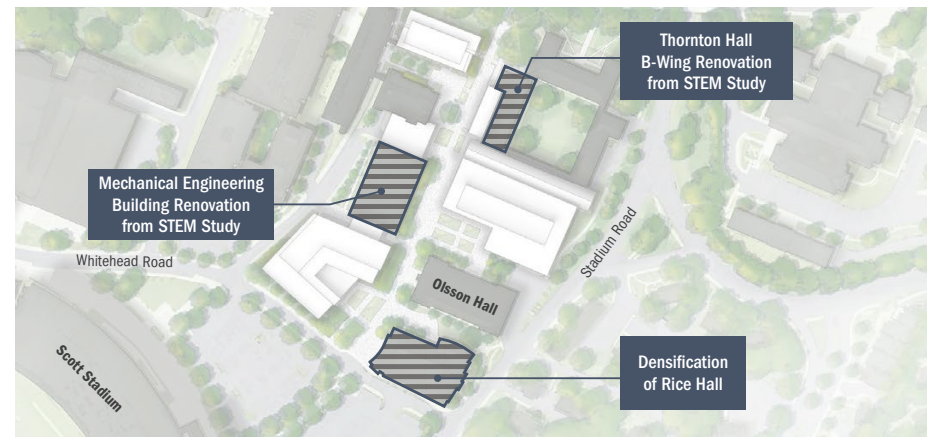 Thornton Hall
B-Wing Renovation
from STEM Study
Mechanical Engineering
Building Renovation
from STEM Study
Whitehead Road
Stadium Road
Olsson Hall
Scott Stadium
Densification
of Rice Hall